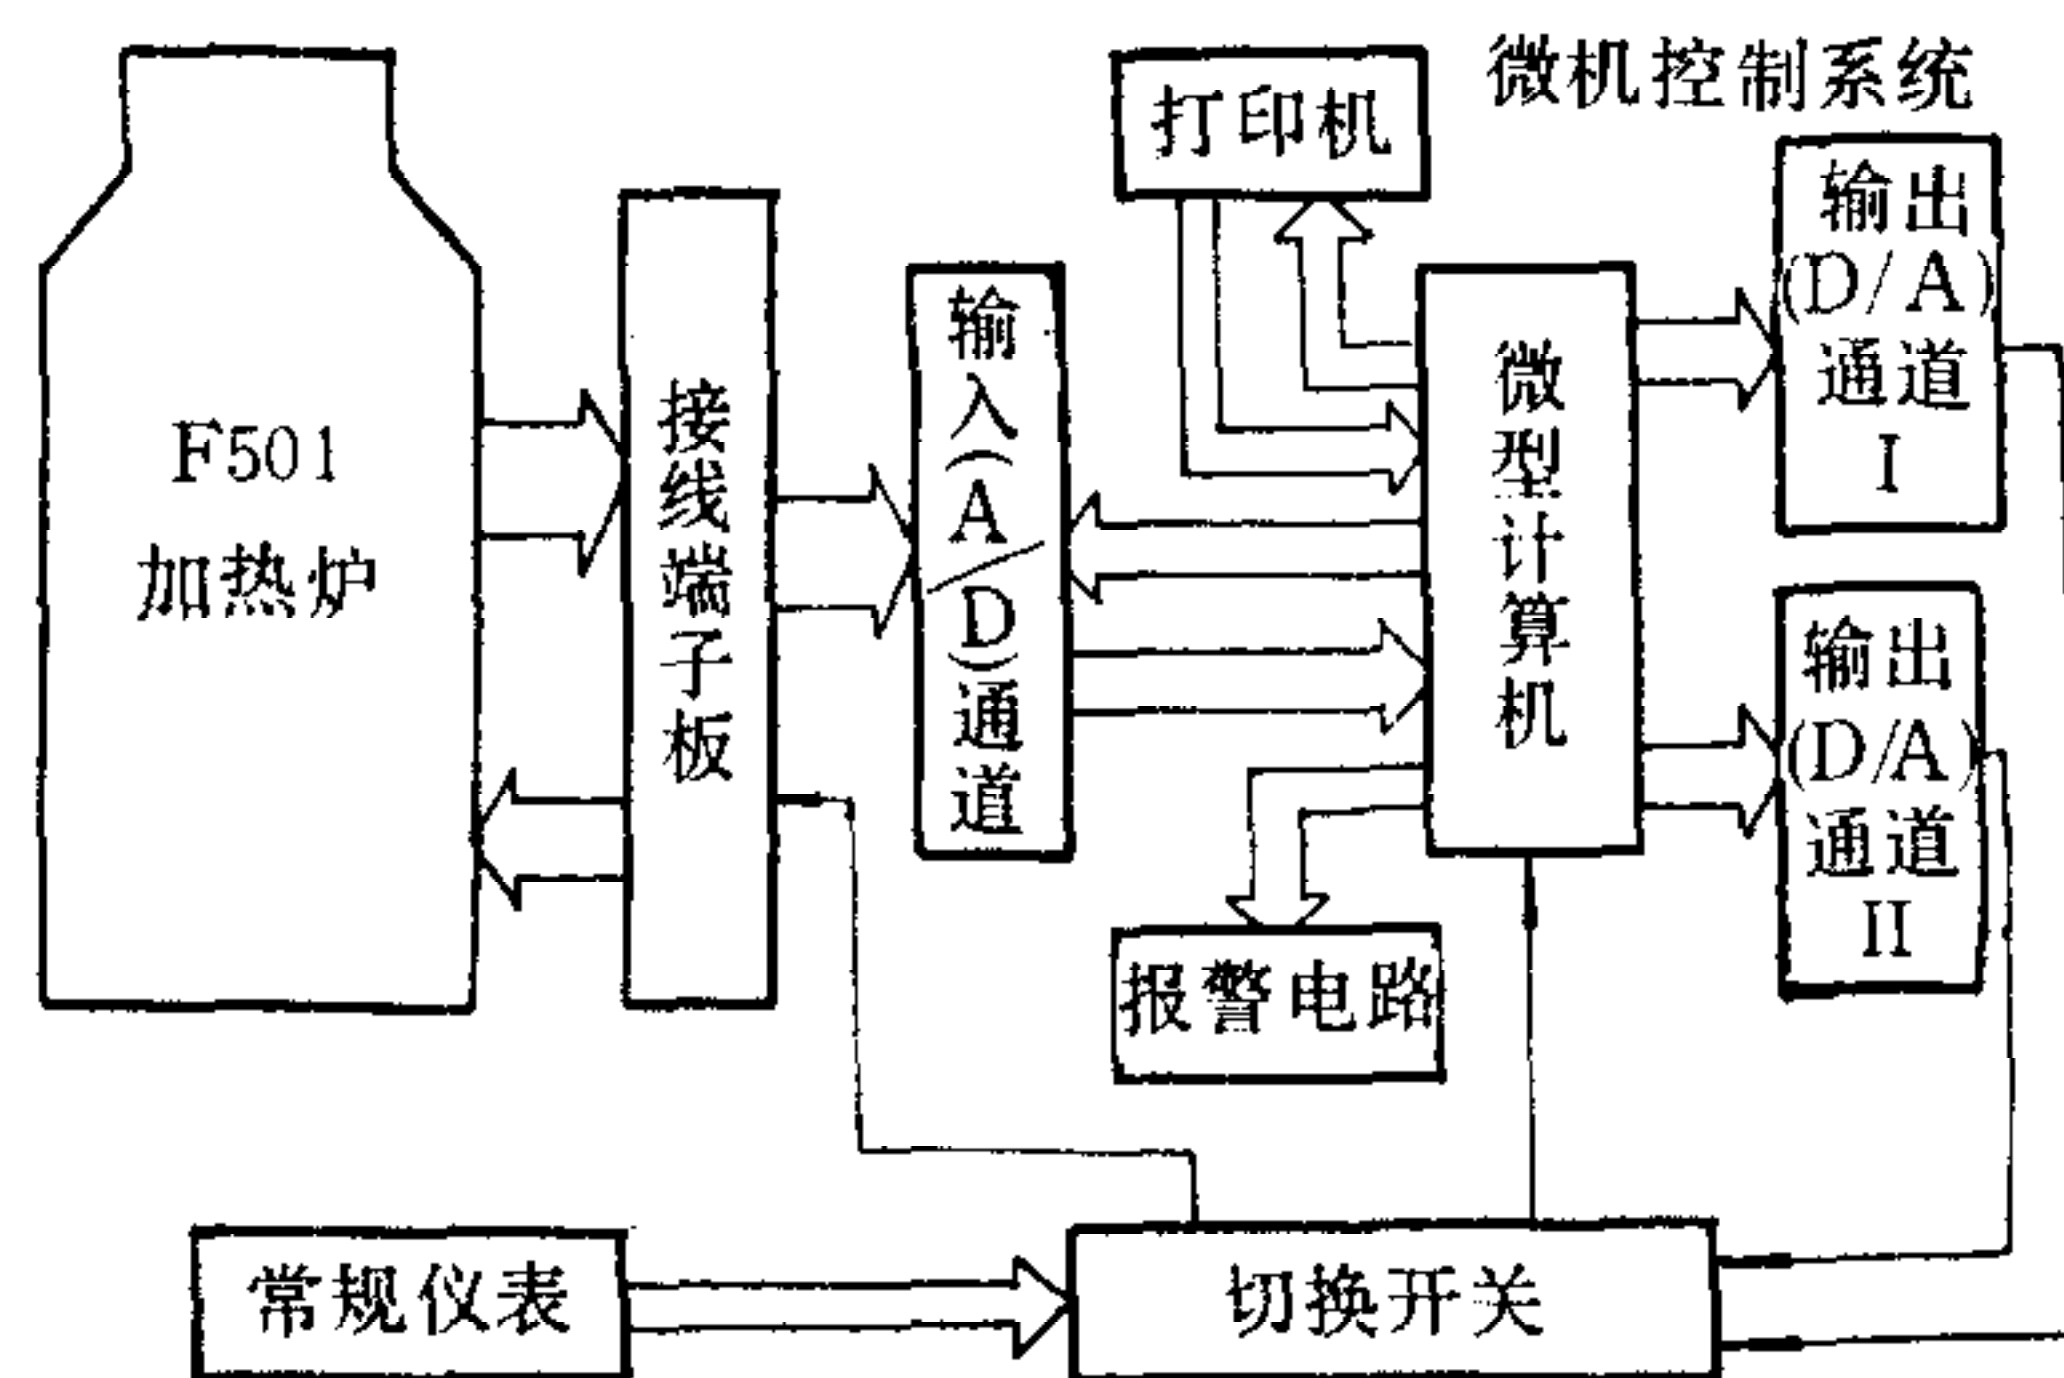 微机控制系统
打印机
输出
(D/A)
通道
I
F501
加热炉
接线端子板
输入(A/D)通道
微型计算机
输出
(D/A)
通道
II
报警电路
常规仪表
切换开关